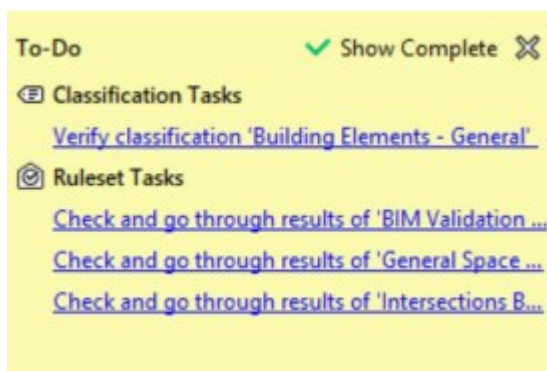 To-Do Show Complete
Classification Tasks
Verify classification 'Building Elements - General'
Ruleset Tasks
Check and go through results of 'BIM Validation ...
Check and go through results of 'General Space ...
Check and go through results of 'Intersections B...